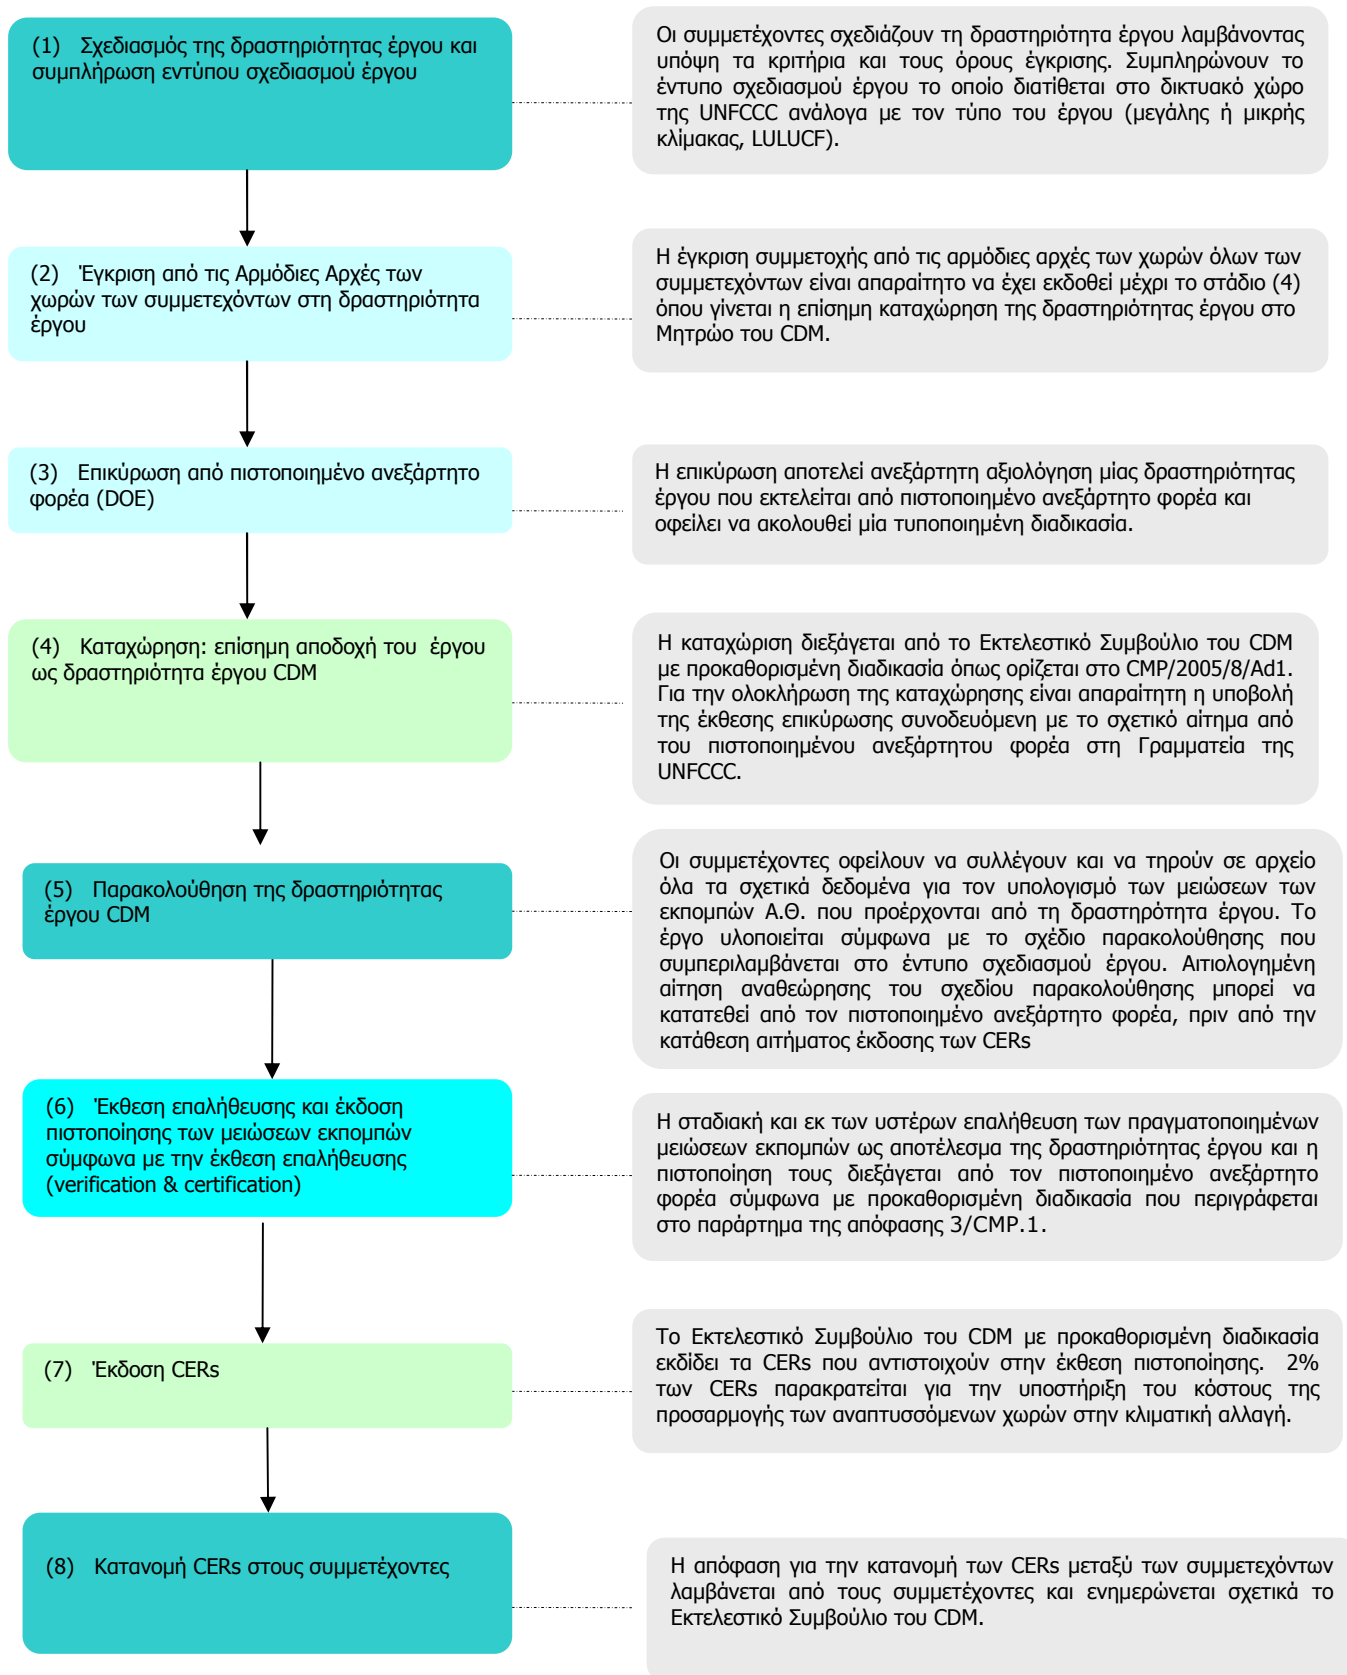 (1) Σχεδιασμός της δραστηριότητας έργου και
συμπλήρωση εντύπου σχεδιασμού έργου
Οι συμμετέχοντες σχεδιάζουν τη δραστηριότητα έργου λαμβάνοντας
υπόψη τα κριτήρια και τους όρους έγκρισης. Συμπληρώνουν το
έντυπο σχεδιασμού έργου το οποίο διατίθεται στο δικτυακό χώρο
της UNFCCC ανάλογα με τον τύπο του έργου (μεγάλης ή μικρής
κλίμακας, LULUCF).
(2) Έγκριση από τις Αρμόδιες Αρχές των
χωρών των συμμετεχόντων στη δραστηριότητα
έργου
Η έγκριση συμμετοχής από τις αρμόδιες αρχές των χωρών όλων των
συμμετεχόντων είναι απαραίτητο να έχει εκδοθεί μέχρι το στάδιο (4)
όπου γίνεται η επίσημη καταχώρηση της δραστηριότητας έργου στο
Μητρώο του CDM.
(3) Επικύρωση από πιστοποιημένο ανεξάρτητο
φορέα (DOE)
Η επικύρωση αποτελεί ανεξάρτητη αξιολόγηση μίας δραστηριότητας
έργου που εκτελείται από πιστοποιημένο ανεξάρτητο φορέα και
οφείλει να ακολουθεί μία τυποποιημένη διαδικασία.
(4) Καταχώρηση: επίσημη αποδοχή του έργου
ως δραστηριότητα έργου CDM
Η καταχώριση διεξάγεται από το Εκτελεστικό Συμβούλιο του CDM
με προκαθορισμένη διαδικασία όπως ορίζεται στο CMP/2005/8/Ad1.
Για την ολοκλήρωση της καταχώρησης είναι απαραίτητη η υποβολή
της έκθεσης επικύρωσης συνοδευόμενη με το σχετικό αίτημα από
του πιστοποιημένου ανεξάρτητου φορέα στη Γραμματεία της
UNFCCC.
(5) Παρακολούθηση της δραστηριότητας
έργου CDM
Οι συμμετέχοντες οφείλουν να συλλέγουν και να τηρούν σε αρχείο
όλα τα σχετικά δεδομένα για τον υπολογισμό των μειώσεων των
εκπομπών Α.Θ. που προέρχονται από τη δραστηρότητα έργου. Το
έργο υλοποιείται σύμφωνα με το σχέδιο παρακολούθησης που
συμπεριλαμβάνεται στο έντυπο σχεδιασμού έργου. Αιτιολογημένη
αίτηση αναθεώρησης του σχεδίου παρακολούθησης μπορεί να
κατατεθεί από τον πιστοποιημένο ανεξάρτητο φορέα, πριν από την
κατάθεση αιτήματος έκδοσης των CERs
(6) Έκθεση επαλήθευσης και έκδοση
πιστοποίησης των μειώσεων εκπομπών
σύμφωνα με την έκθεση επαλήθευσης
(verification & certification)
Η σταδιακή και εκ των υστέρων επαλήθευση των πραγματοποιημένων
μειώσεων εκπομπών ως αποτέλεσμα της δραστηριότητας έργου και η
πιστοποίηση τους διεξάγεται από τον πιστοποιημένο ανεξάρτητο
φορέα σύμφωνα με προκαθορισμένη διαδικασία που περιγράφεται
στο παράρτημα της απόφασης 3/CMP.1.
(7) Έκδοση CERs
Το Εκτελεστικό Συμβούλιο του CDM με προκαθορισμένη διαδικασία
εκδίδει τα CERs που αντιστοιχούν στην έκθεση πιστοποίησης. 2%
των CERs παρακρατείται για την υποστήριξη του κόστους της
προσαρμογής των αναπτυσσόμενων χωρών στην κλιματική αλλαγή.
(8) Κατανομή CERs στους συμμετέχοντες
Η απόφαση για την κατανομή των CERs μεταξύ των συμμετεχόντων
λαμβάνεται από τους συμμετέχοντες και ενημερώνεται σχετικά το
Εκτελεστικό Συμβούλιο του CDM.